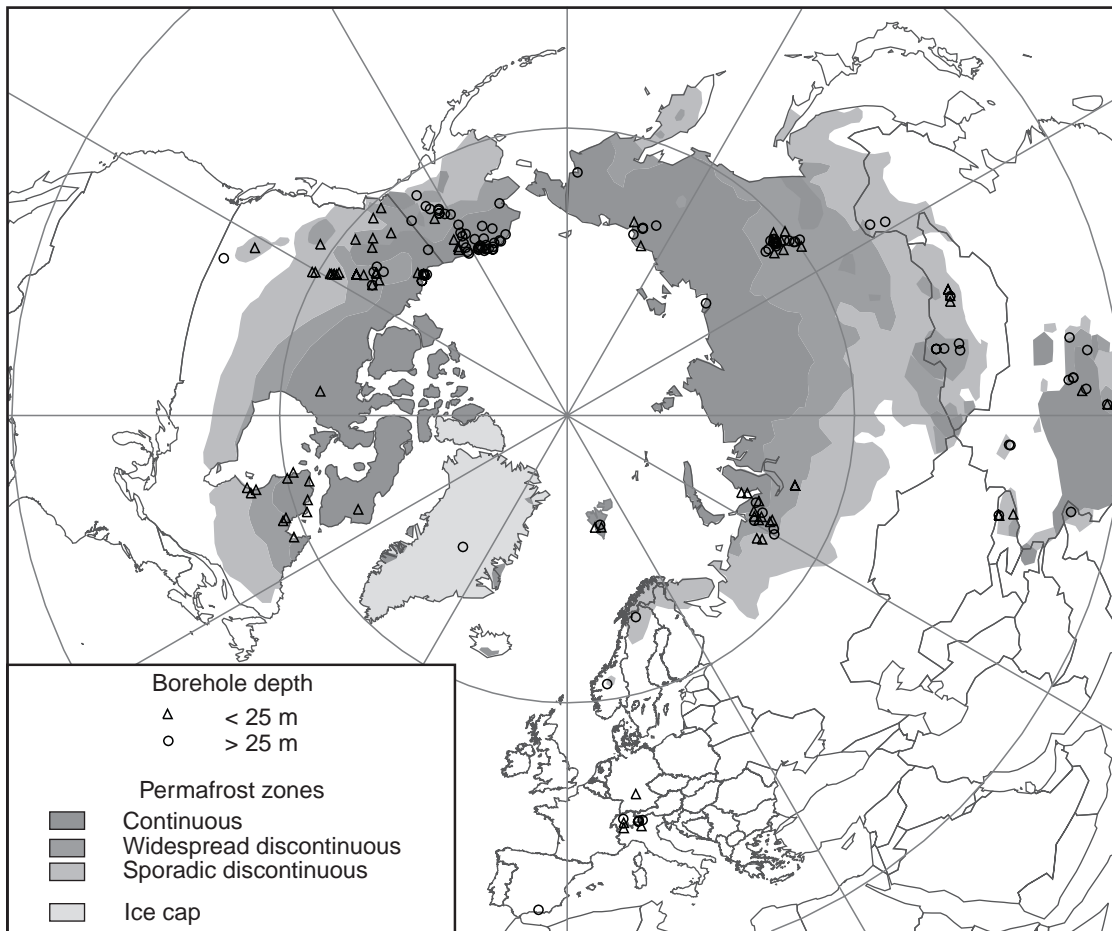 Borehole depth
< 25 m
> 25 m
Permafrost zones
Continuous
Widespread discontinuous
Sporadic discontinuous
Ice cap